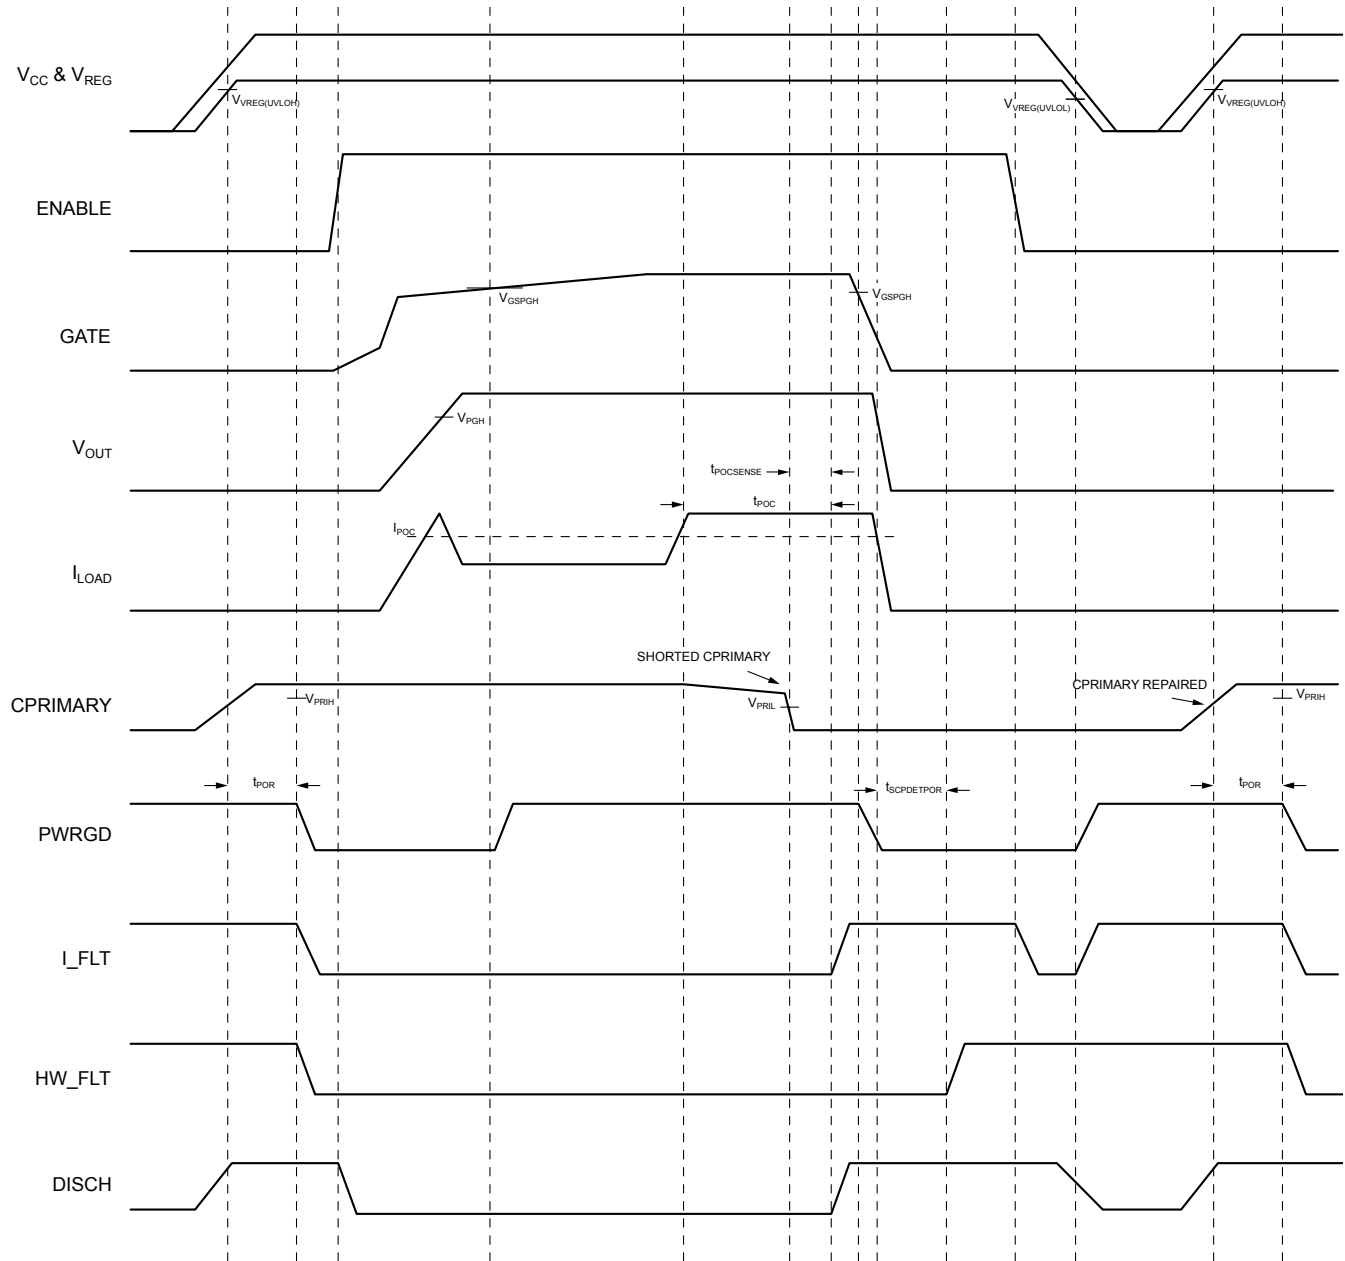 VCC & VREG
VVREG(UVLOH)
VVREG(UVLOL)
VVREG(UVLOH)
ENABLE
GATE
VGSPGH
VGSPGH
VOUT
VPGH
tPOCSENSE
tPOC
ILOAD
IPOC
SHORTED CPRIMARY
CPRIMARY
VPRIH
VPRIL
CPRIMARY REPAIRED
VPRIH
tPOR
tSCPDETPOR
tPOR
PWRGD
I_FLT
HW_FLT
DISCH